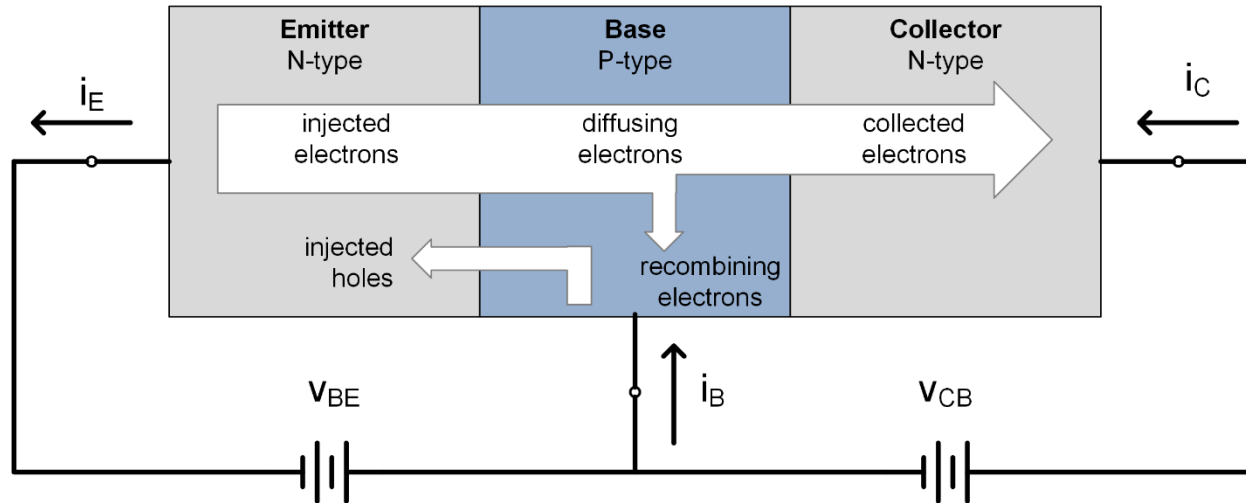 Emitter
N-type
Base
P-type
Collector
N-type
iE
iC
injected
electrons
diffusing
electrons
collected
electrons
injected
holes
recombining
electrons
vBE
iB
vCB